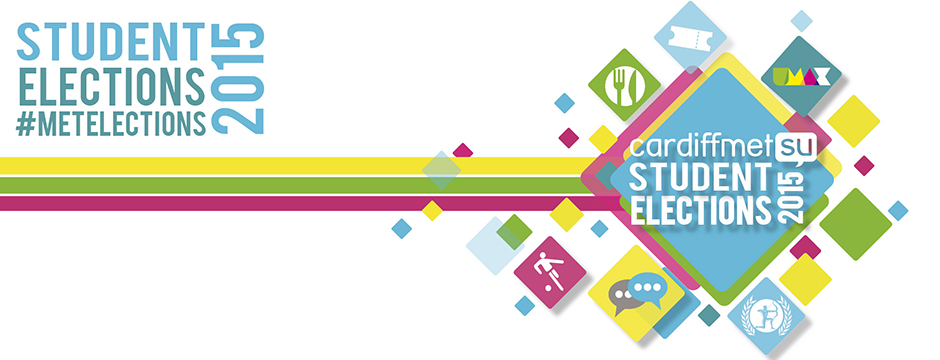 STUDENT
ELECTIONS
#METELECTIONS
2015
UMAX
cardiffmet su
STUDENT
ELECTIONS
2015